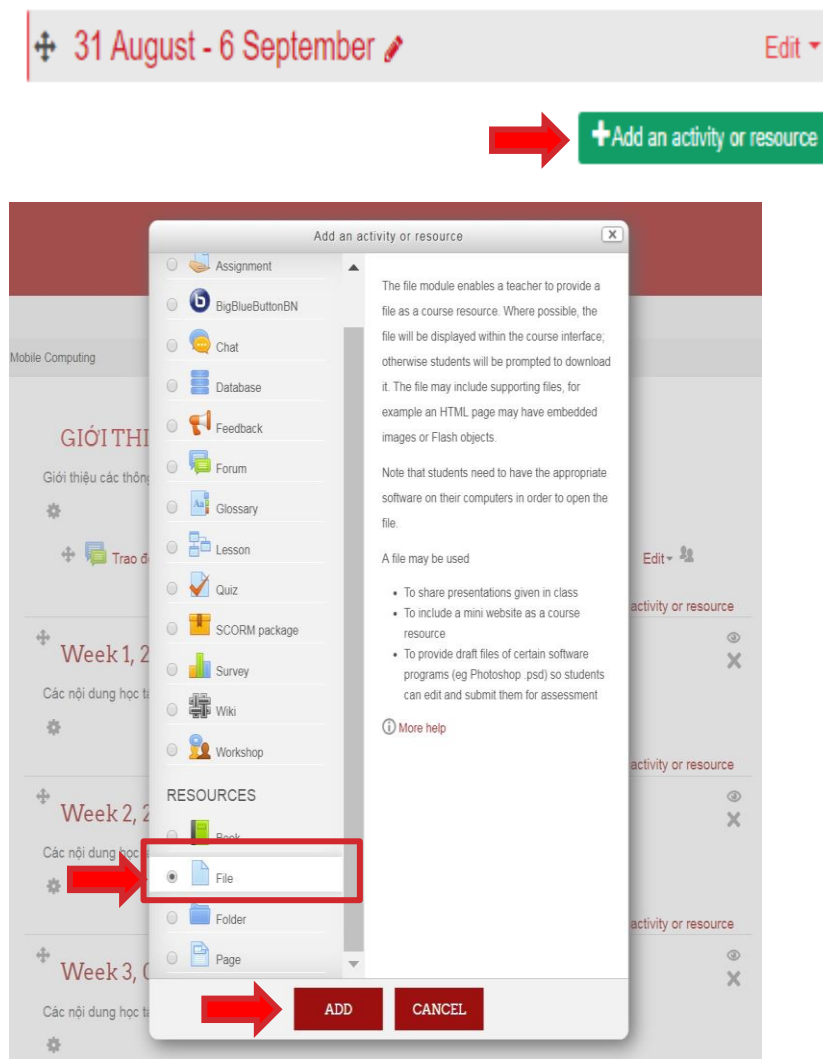 31 August - 6 September
Edit
Add an activity or resource
Add an activity or resource
Assignment
BigBlueButtonBN
Chat
Database
Feedback
Forum
Glossary
Lesson
Quiz
SCORM package
Survey
Wiki
Workshop
RESOURCES
Book
File
Folder
Page
The file module enables a teacher to provide a
file as a course resource. Where possible, the
file will be displayed within the course interface;
otherwise students will be prompted to download
it. The file may include supporting files, for
example an HTML page may have embedded
images or Flash objects.
Note that students need to have the appropriate
software on their computers in order to open the
file.
A file may be used
• To share presentations given in class
• To include a mini website as a course
resource
• To provide draft files of certain software
programs (eg Photoshop .psd) so students
can edit and submit them for assessment
More help
ADD
CANCEL
Mobile Computing
GIỚI THI
Giới thiệu các thông
Trao đ
Edit
activity or resource
Week 1, 2
Các nội dung học tậ
activity or resource
Week 2, 2
Các nội dung học
activity or resource
Week 3, 0
Các nội dung học tậ